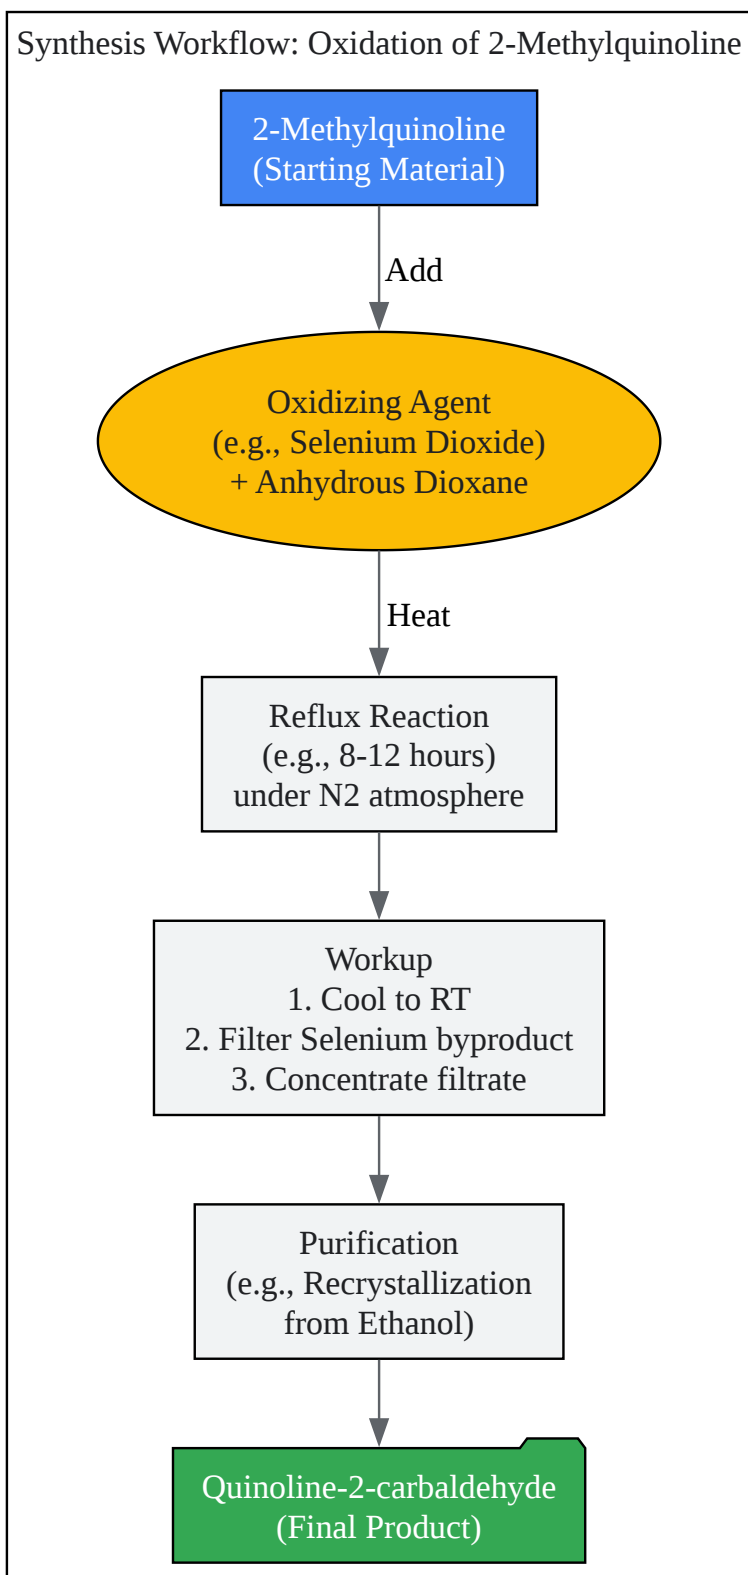 Synthesis Workflow: Oxidation of 2-Methylquinoline
2-Methylquinoline
(Starting Material)
Add
Oxidizing Agent
(e.g., Selenium Dioxide)
+ Anhydrous Dioxane
Heat
Reflux Reaction
(e.g., 8-12 hours)
under N2 atmosphere
Workup
1. Cool to RT
2. Filter Selenium byproduct
3. Concentrate filtrate
Purification
(e.g., Recrystallization
from Ethanol)
Quinoline-2-carbaldehyde
(Final Product)